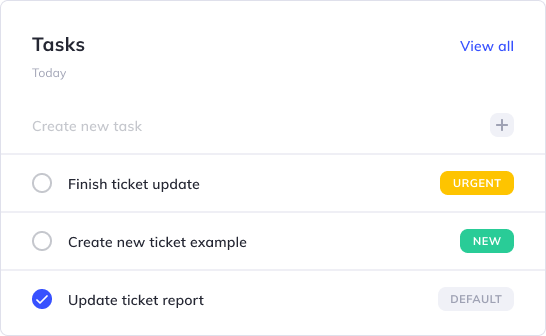 Tasks
View all
Today
Create new task
Finish ticket update
URGENT
Create new ticket example
NEW
Update ticket report
DEFAULT